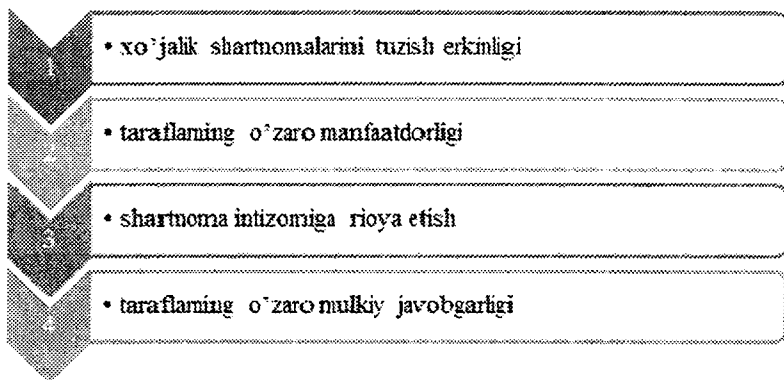 1
• xo‘jalik shartnomalarini tuzish erkinligi
2
• taraflarning o‘zaro manfaatdorligi
3
• shartnoma intizomiga rioya etish
4
• taraflarning o‘zaro mulkiy javobgarligi